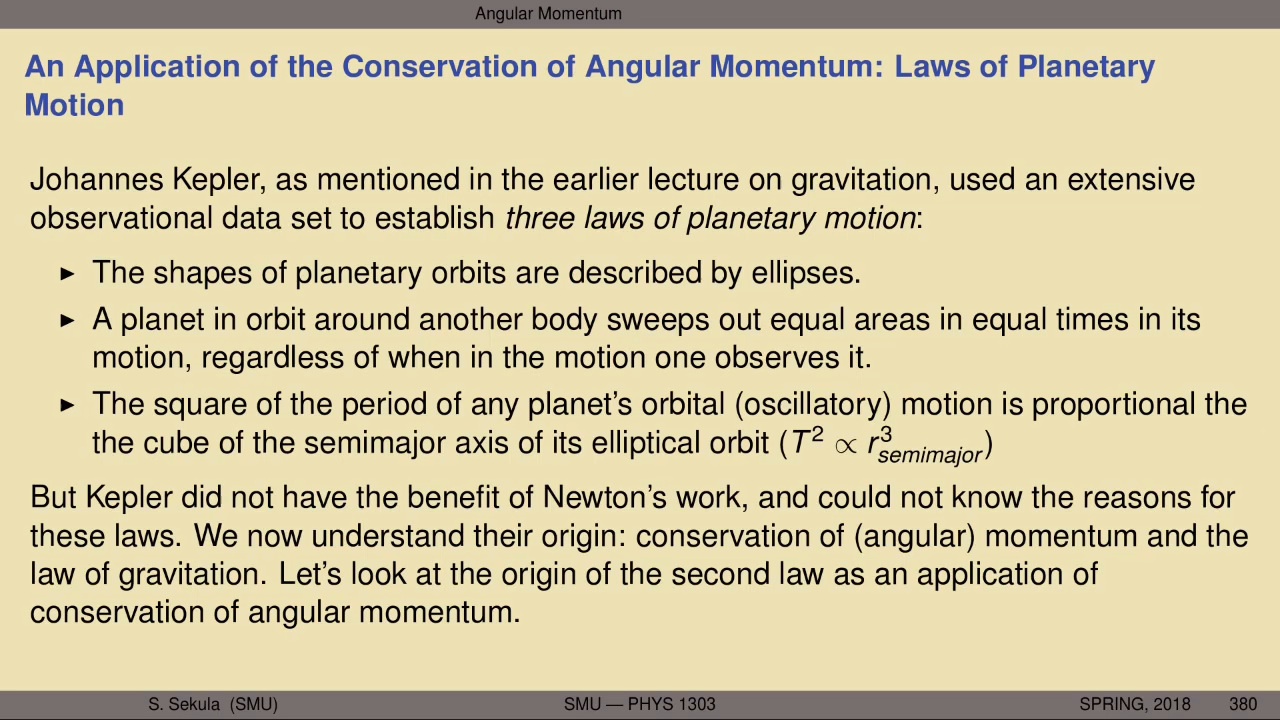 Angular Momentum
An Application of the Conservation of Angular Momentum: Laws of Planetary
Motion
Johannes Kepler, as mentioned in the earlier lecture on gravitation, used an extensive
observational data set to establish three laws of planetary motion:
▶ The shapes of planetary orbits are described by ellipses.
▶ A planet in orbit around another body sweeps out equal areas in equal times in its
motion, regardless of when in the motion one observes it.
▶ The square of the period of any planet's orbital (oscillatory) motion is proportional the
the cube of the semimajor axis of its elliptical orbit (T² ∝ r³_semimajor)
But Kepler did not have the benefit of Newton's work, and could not know the reasons for
these laws. We now understand their origin: conservation of (angular) momentum and the
law of gravitation. Let's look at the origin of the second law as an application of
conservation of angular momentum.
S. Sekula (SMU) SMU — PHYS 1303 SPRING, 2018 380